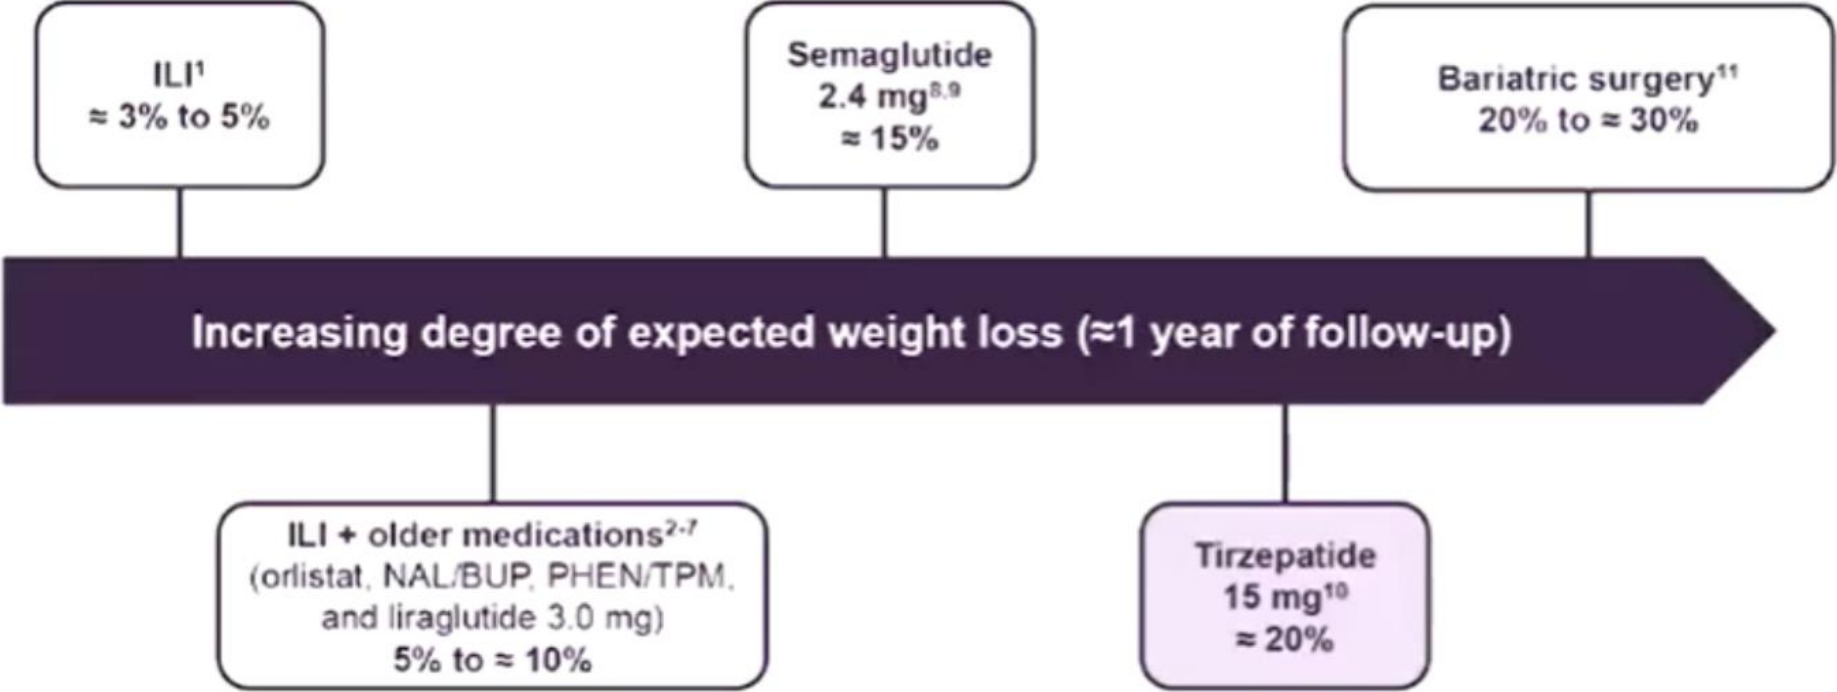 ILI¹
≈ 3% to 5%
Semaglutide
2.4 mg⁸,⁹
≈ 15%
Bariatric surgery¹¹
20% to ≈ 30%
Increasing degree of expected weight loss (≈1 year of follow-up)
ILI + older medications²-⁷
(orlistat, NAL/BUP, PHEN/TPM,
and liraglutide 3.0 mg)
5% to ≈ 10%
Tirzepatide
15 mg¹⁰
≈ 20%